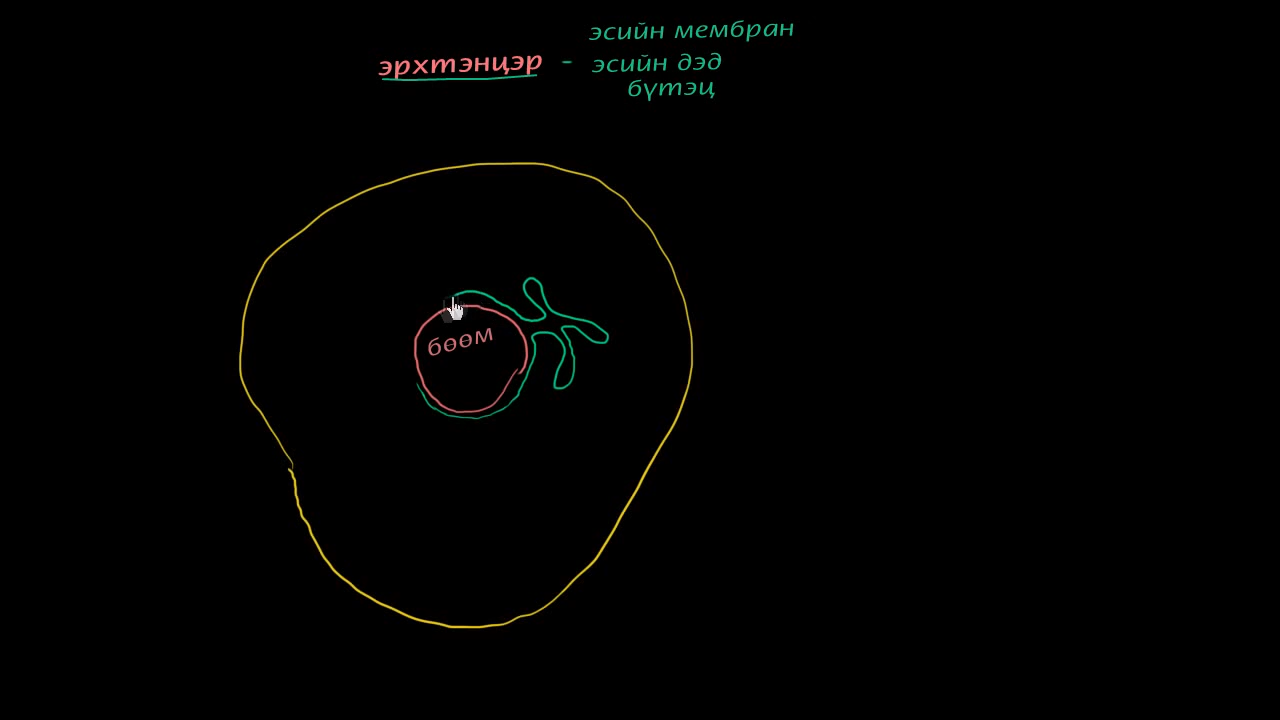 эсийн мембран
эрхтэнцэр - эсийн дэд
бүтэц
бөөм